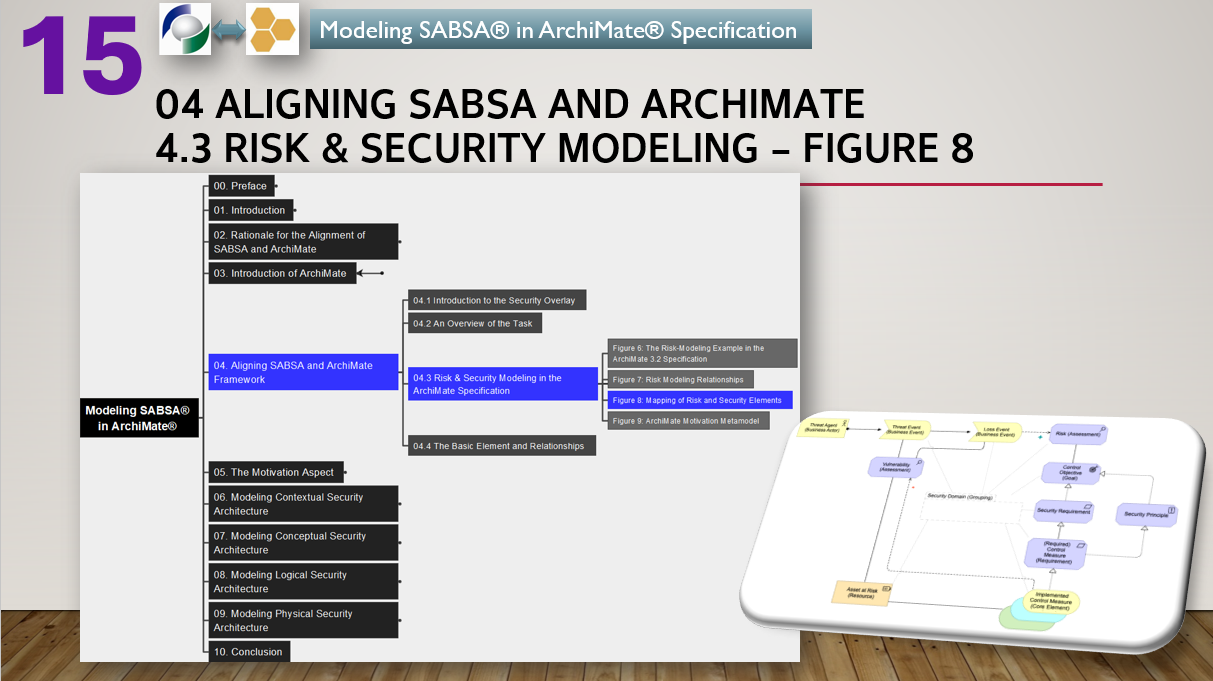 15
Modeling SABSA® in ArchiMate® Specification
04 ALIGNING SABSA AND ARCHIMATE
4.3 RISK & SECURITY MODELING – FIGURE 8
Modeling SABSA®
in ArchiMate®
00. Preface
01. Introduction
02. Rationale for the Alignment of
SABSA and ArchiMate
03. Introduction of ArchiMate
04. Aligning SABSA and ArchiMate
Framework
04.1 Introduction to the Security Overlay
04.2 An Overview of the Task
04.3 Risk & Security Modeling in the
ArchiMate Specification
Figure 6: The Risk-Modeling Example in the
ArchiMate 3.2 Specification
Figure 7: Risk Modeling Relationships
Figure 8: Mapping of Risk and Security Elements
Figure 9: ArchiMate Motivation Metamodel
04.4 The Basic Element and Relationships
05. The Motivation Aspect
06. Modeling Contextual Security
Architecture
07. Modeling Conceptual Security
Architecture
08. Modeling Logical Security
Architecture
09. Modeling Physical Security
Architecture
10. Conclusion
Threat Agent
(Business Actor)
Threat Event
(Business Event)
Loss Event
(Business Event)
Risk (Assessment)
Vulnerability
(Assessment)
Control
Objective
(Goal)
Security Domain (Grouping)
Security Requirement
Security Principle
(Required)
Control
Measure
(Requirement)
Asset at Risk
(Resource)
Implemented
Control Measure
(Core Element)